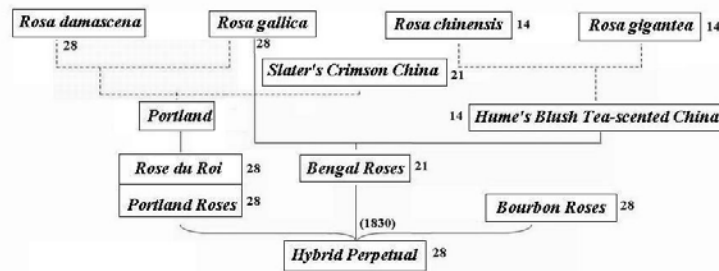 Rosa damascena
28
Rosa gallica
28
Rosa chinensis 14
Rosa gigantea 14
Slater's Crimson China 21
Portland
14 Hume's Blush Tea-scented China
Rose du Roi 28
Bengal Roses 21
Portland Roses 28
Bourbon Roses 28
(1830)
Hybrid Perpetual 28